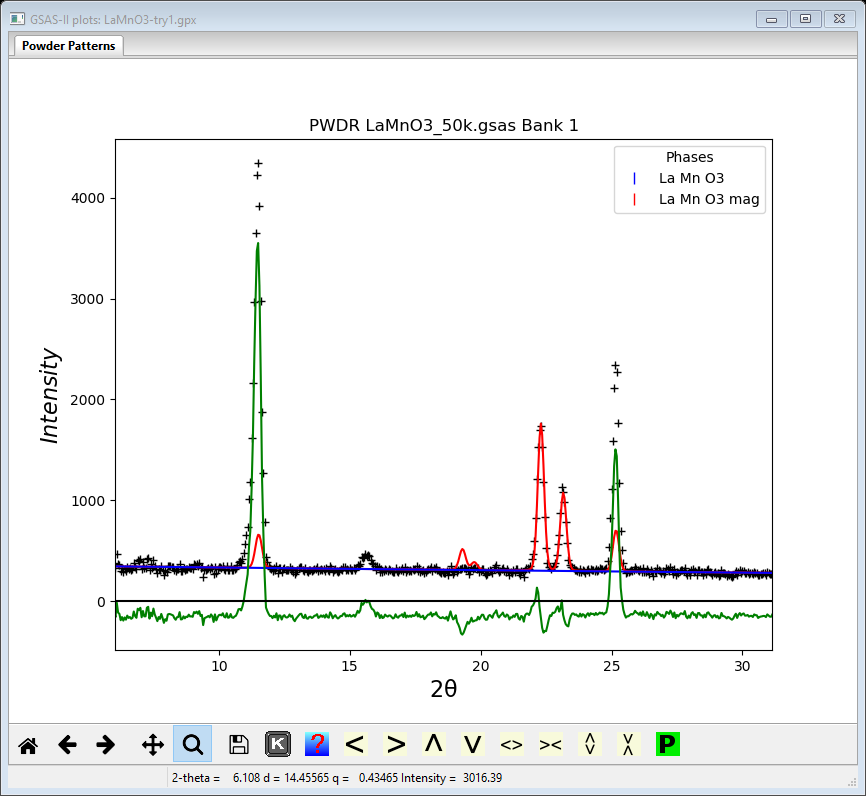 GSAS-II plots: LaMnO3-try1.gpx
Powder Patterns
PWDR LaMnO3_50k.gsas Bank 1
Phases
La Mn O3
La Mn O3 mag
4000
3000
2000
1000
0
Intensity
10 15 20 25 30
2θ
K ? < > Λ V <> >< P
2-theta = 6.108 d = 14.45565 q = 0.43465 Intensity = 3016.39